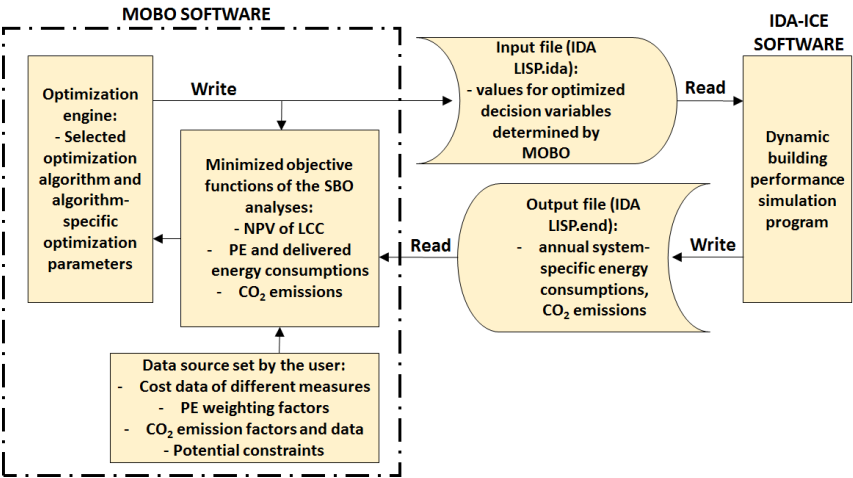 MOBO SOFTWARE
Optimization
engine:
- Selected
optimization
algorithm and
algorithm-
specific
optimization
parameters
Write
Minimized objective
functions of the SBO
analyses:
- NPV of LCC
- PE and delivered
energy consumptions
- CO₂ emissions
Data source set by the user:
- Cost data of different measures
- PE weighting factors
- CO₂ emission factors and data
- Potential constraints
Input file (IDA
LISP.ida):
- values for optimized
decision variables
determined by
MOBO
Read
Output file (IDA
LISP.end):
- annual system-
specific energy
consumptions,
CO₂ emissions
Read
Write
IDA-ICE
SOFTWARE
Dynamic
building
performance
simulation
program